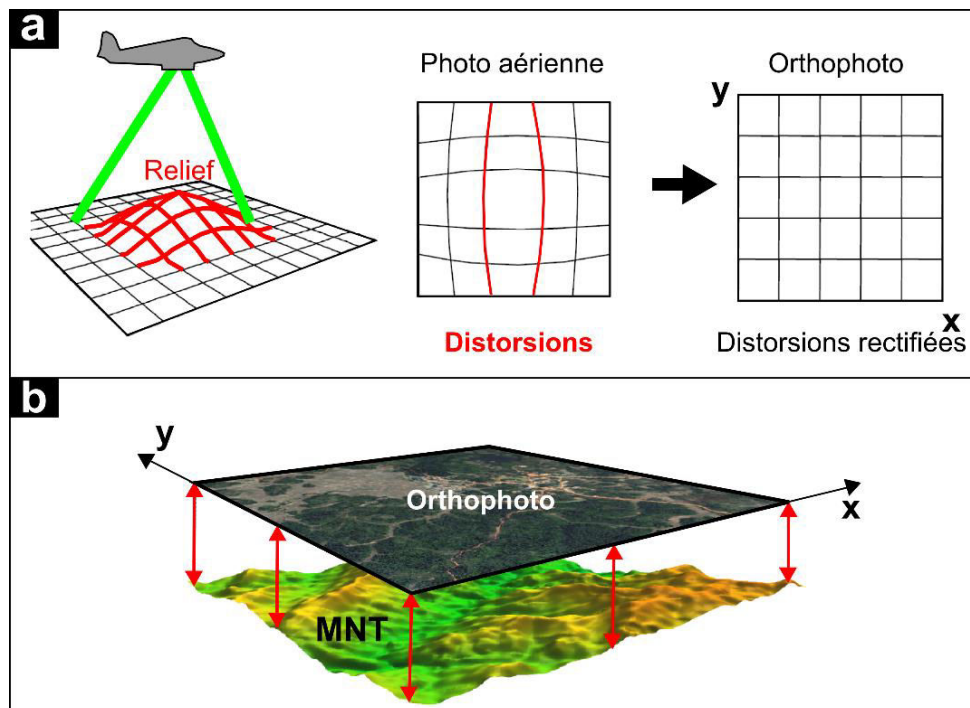 a
Photo aérienne
Orthophoto
y
Relief
x
Distorsions
Distorsions rectifiées
b
y
Orthophoto
x
MNT